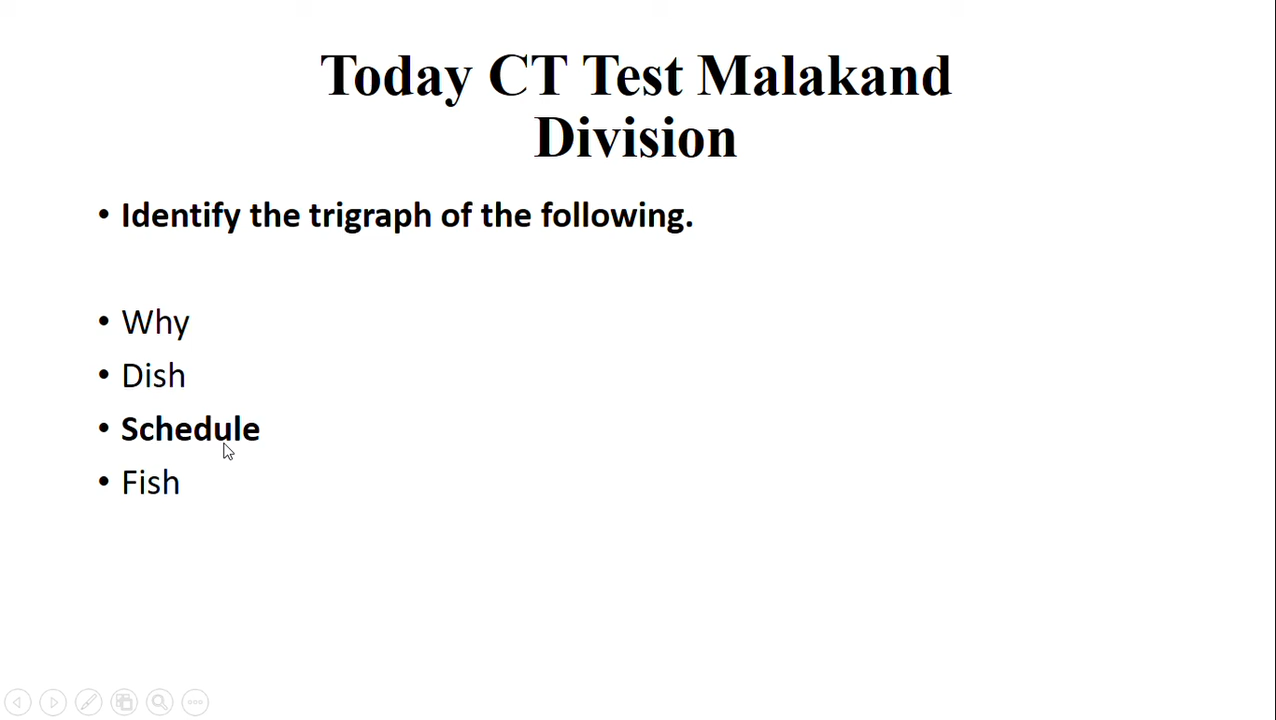 Today CT Test Malakand
Division
• Identify the trigraph of the following.
• Why
• Dish
• Schedule
• Fish